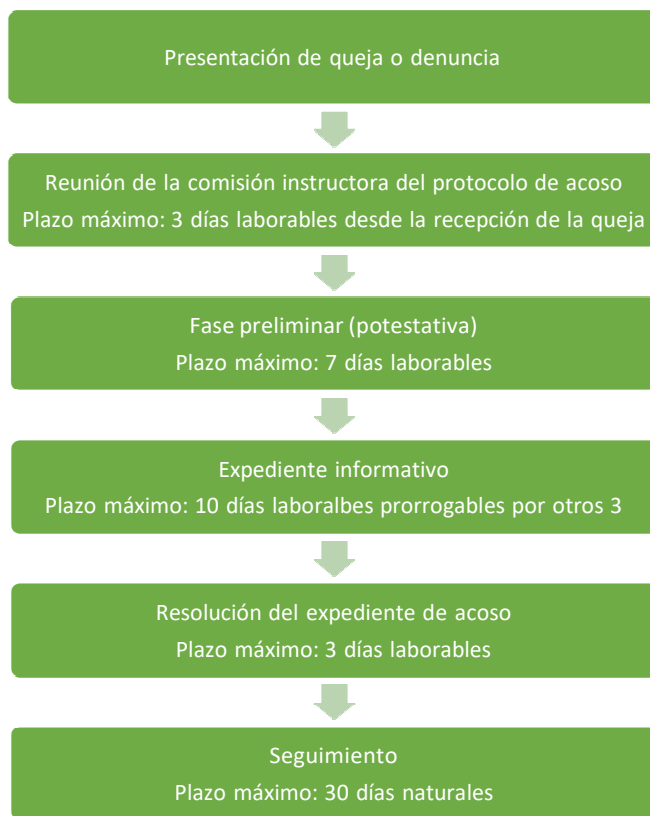 Presentación de queja o denuncia
Reunión de la comisión instructora del protocolo de acoso
Plazo máximo: 3 días laborables desde la recepción de la queja
Fase preliminar (potestativa)
Plazo máximo: 7 días laborables
Expediente informativo
Plazo máximo: 10 días laboralbes prorrogables por otros 3
Resolución del expediente de acoso
Plazo máximo: 3 días laborables
Seguimiento
Plazo máximo: 30 días naturales